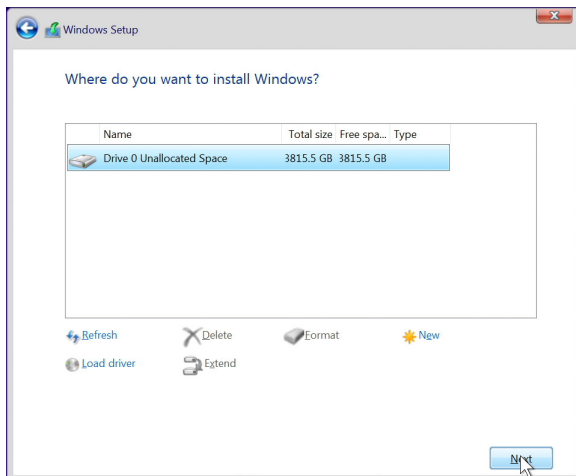 Windows Setup
Where do you want to install Windows?
Name Total size Free spa... Type
Drive 0 Unallocated Space 3815.5 GB 3815.5 GB
Refresh Delete Format New
Load driver Extend
Next